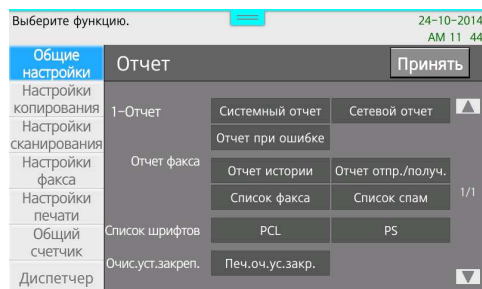 Выберите функцию.
24-10-2014
AM 11 44
Общие
настройки
Отчет
Принять
Настройки
копирования
1-Отчет
Системный отчет
Сетевой отчет
Настройки
сканирования
Отчет при ошибке
Настройки
факса
Отчет факса
Отчет истории
Отчет отпр./получ.
Настройки
печати
Список факса
Список спам
1/1
Общий
счетчик
Список шрифтов
PCL
PS
Диспетчер
Очис.уст.закреп.
Печ.оч.ус.закр.